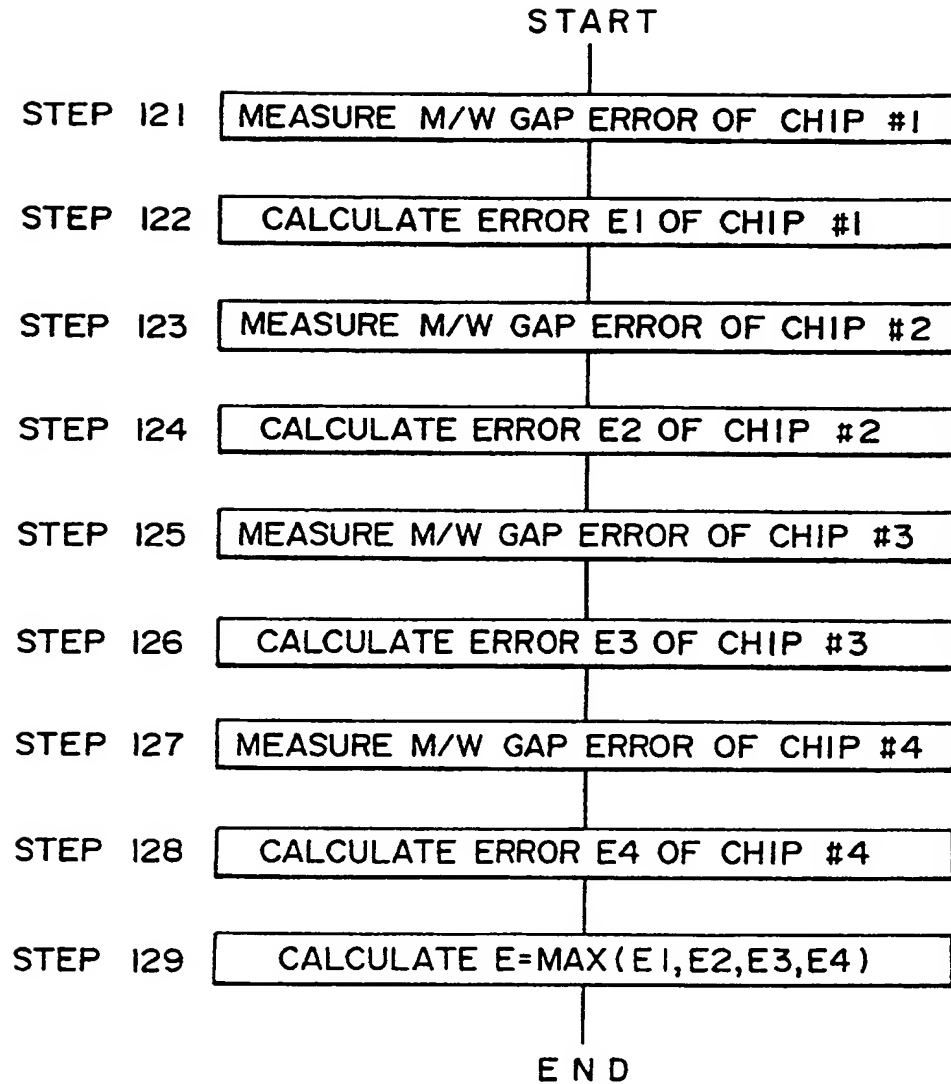 START
STEP 121 MEASURE M/W GAP ERROR OF CHIP #1
STEP 122 CALCULATE ERROR E1 OF CHIP #1
STEP 123 MEASURE M/W GAP ERROR OF CHIP #2
STEP 124 CALCULATE ERROR E2 OF CHIP #2
STEP 125 MEASURE M/W GAP ERROR OF CHIP #3
STEP 126 CALCULATE ERROR E3 OF CHIP #3
STEP 127 MEASURE M/W GAP ERROR OF CHIP #4
STEP 128 CALCULATE ERROR E4 OF CHIP #4
STEP 129 CALCULATE E=MAX(E1,E2,E3,E4)
END